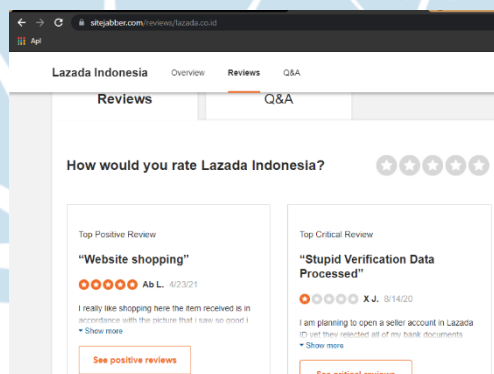 sitejabber.com/reviews/lazada.co.id
Apl
Lazada Indonesia Overview Reviews Q&A
Reviews Q&A
How would you rate Lazada Indonesia?
Top Positive Review
“Website shopping”
Ab L. 4/23/21
I really like shopping here the item received is in
accordance with the picture that I saw so good i
Show more
See positive reviews
Top Critical Review
“Stupid Verification Data
Processed”
X J. 8/14/20
I am planning to open a seller account in Lazada
ID yet they rejected all of my bank documents
Show more
See critical reviews